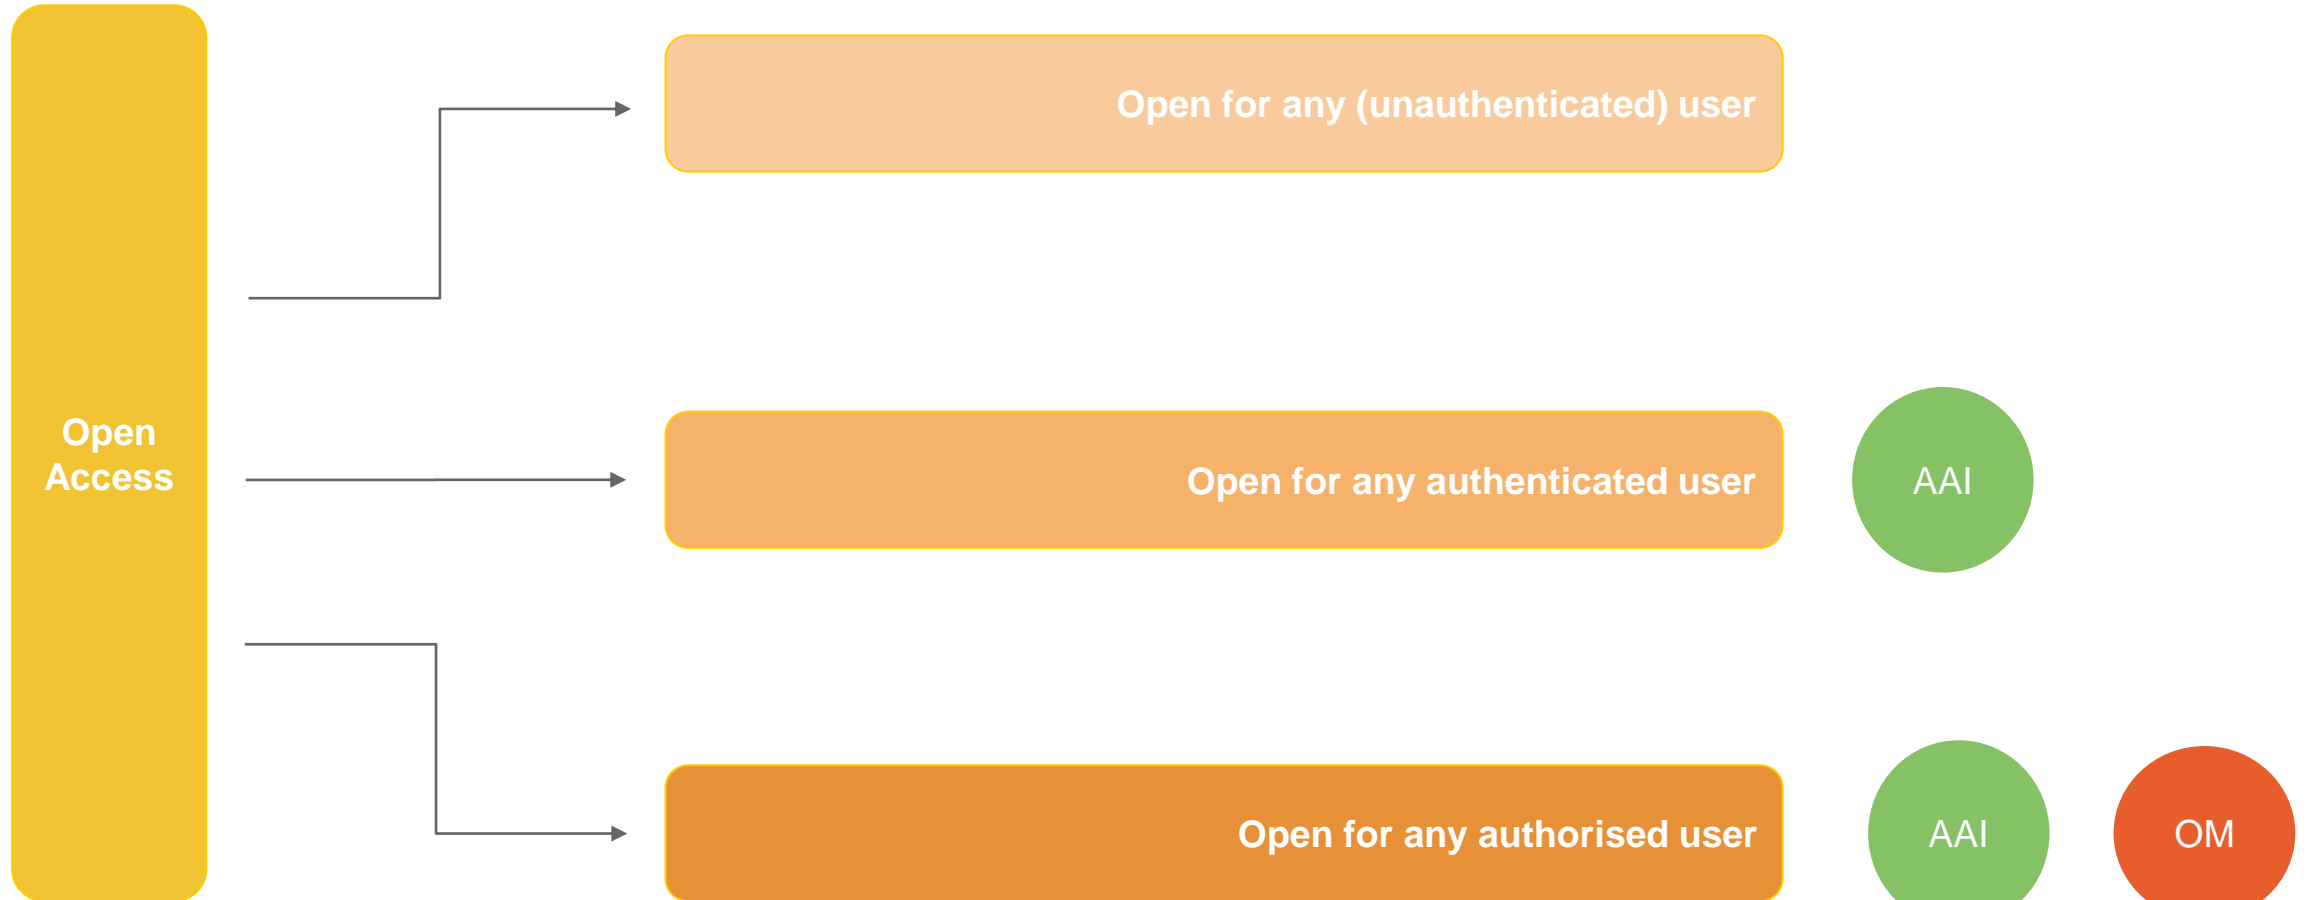 Open for any (unauthenticated) user
Open
Access
Open for any authenticated user
AAI
Open for any authorised user
AAI
OM